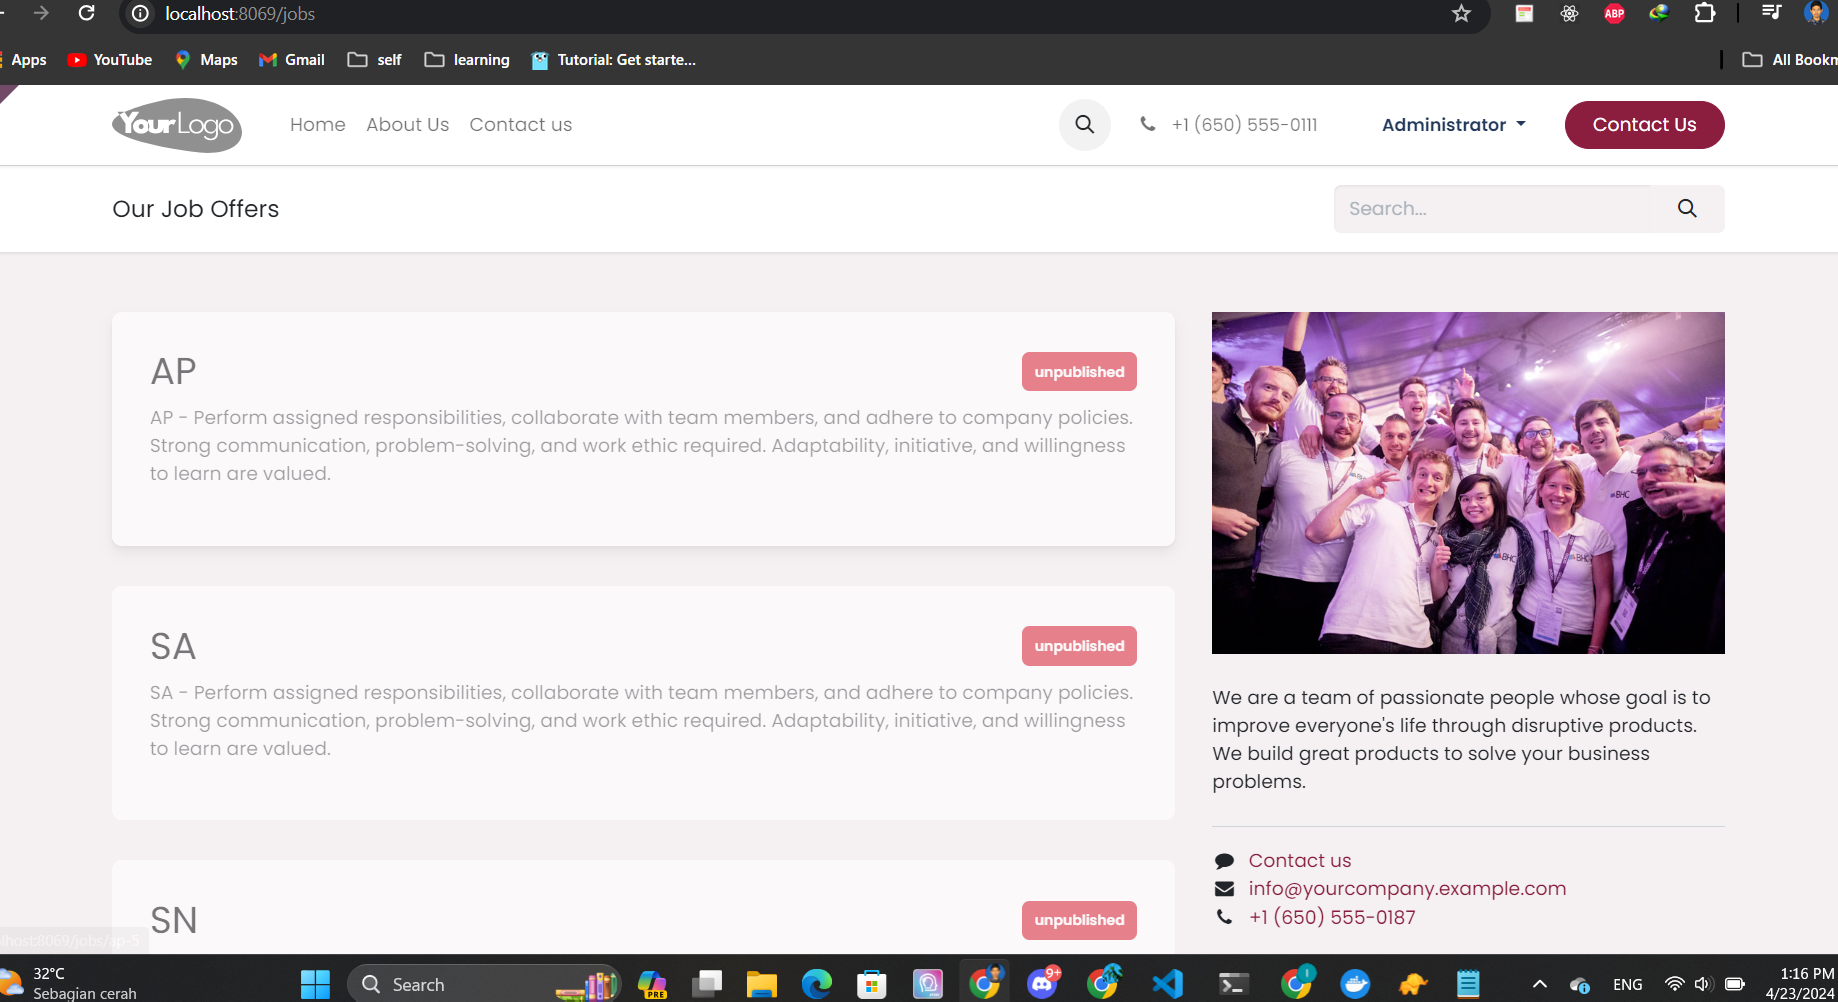 localhost:8069/jobs
ABP
Apps YouTube Maps Gmail self learning Tutorial: Get starte... All Bookm
YourLogo Home About Us Contact us +1 (650) 555-0111 Administrator Contact Us
Our Job Offers Search...
AP unpublished
AP - Perform assigned responsibilities, collaborate with team members, and adhere to company policies.
Strong communication, problem-solving, and work ethic required. Adaptability, initiative, and willingness
to learn are valued.
SA unpublished
SA - Perform assigned responsibilities, collaborate with team members, and adhere to company policies.
Strong communication, problem-solving, and work ethic required. Adaptability, initiative, and willingness
to learn are valued.
SN unpublished
BHC
BHC
BHC
We are a team of passionate people whose goal is to
improve everyone's life through disruptive products.
We build great products to solve your business
problems.
Contact us
info@yourcompany.example.com
+1 (650) 555-0187
lhost:8069/jobs/ap-5
32°C
Sebagian cerah
Search
PRE
9+
ENG
1:16 PM
4/23/2024